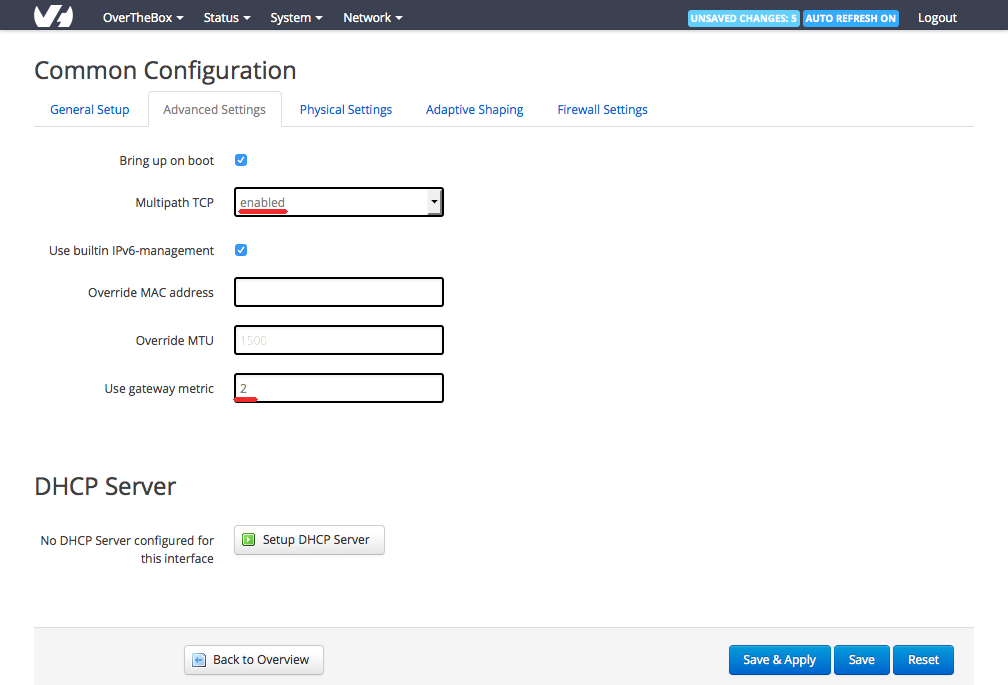 OverTheBox Status System Network UNSAVED CHANGES: 5 AUTO REFRESH ON Logout
Common Configuration
General Setup Advanced Settings Physical Settings Adaptive Shaping Firewall Settings
Bring up on boot
Multipath TCP enabled
Use builtin IPv6-management
Override MAC address
Override MTU 1500
Use gateway metric 2
DHCP Server
No DHCP Server configured for
this interface
Setup DHCP Server
Back to Overview Save & Apply Save Reset